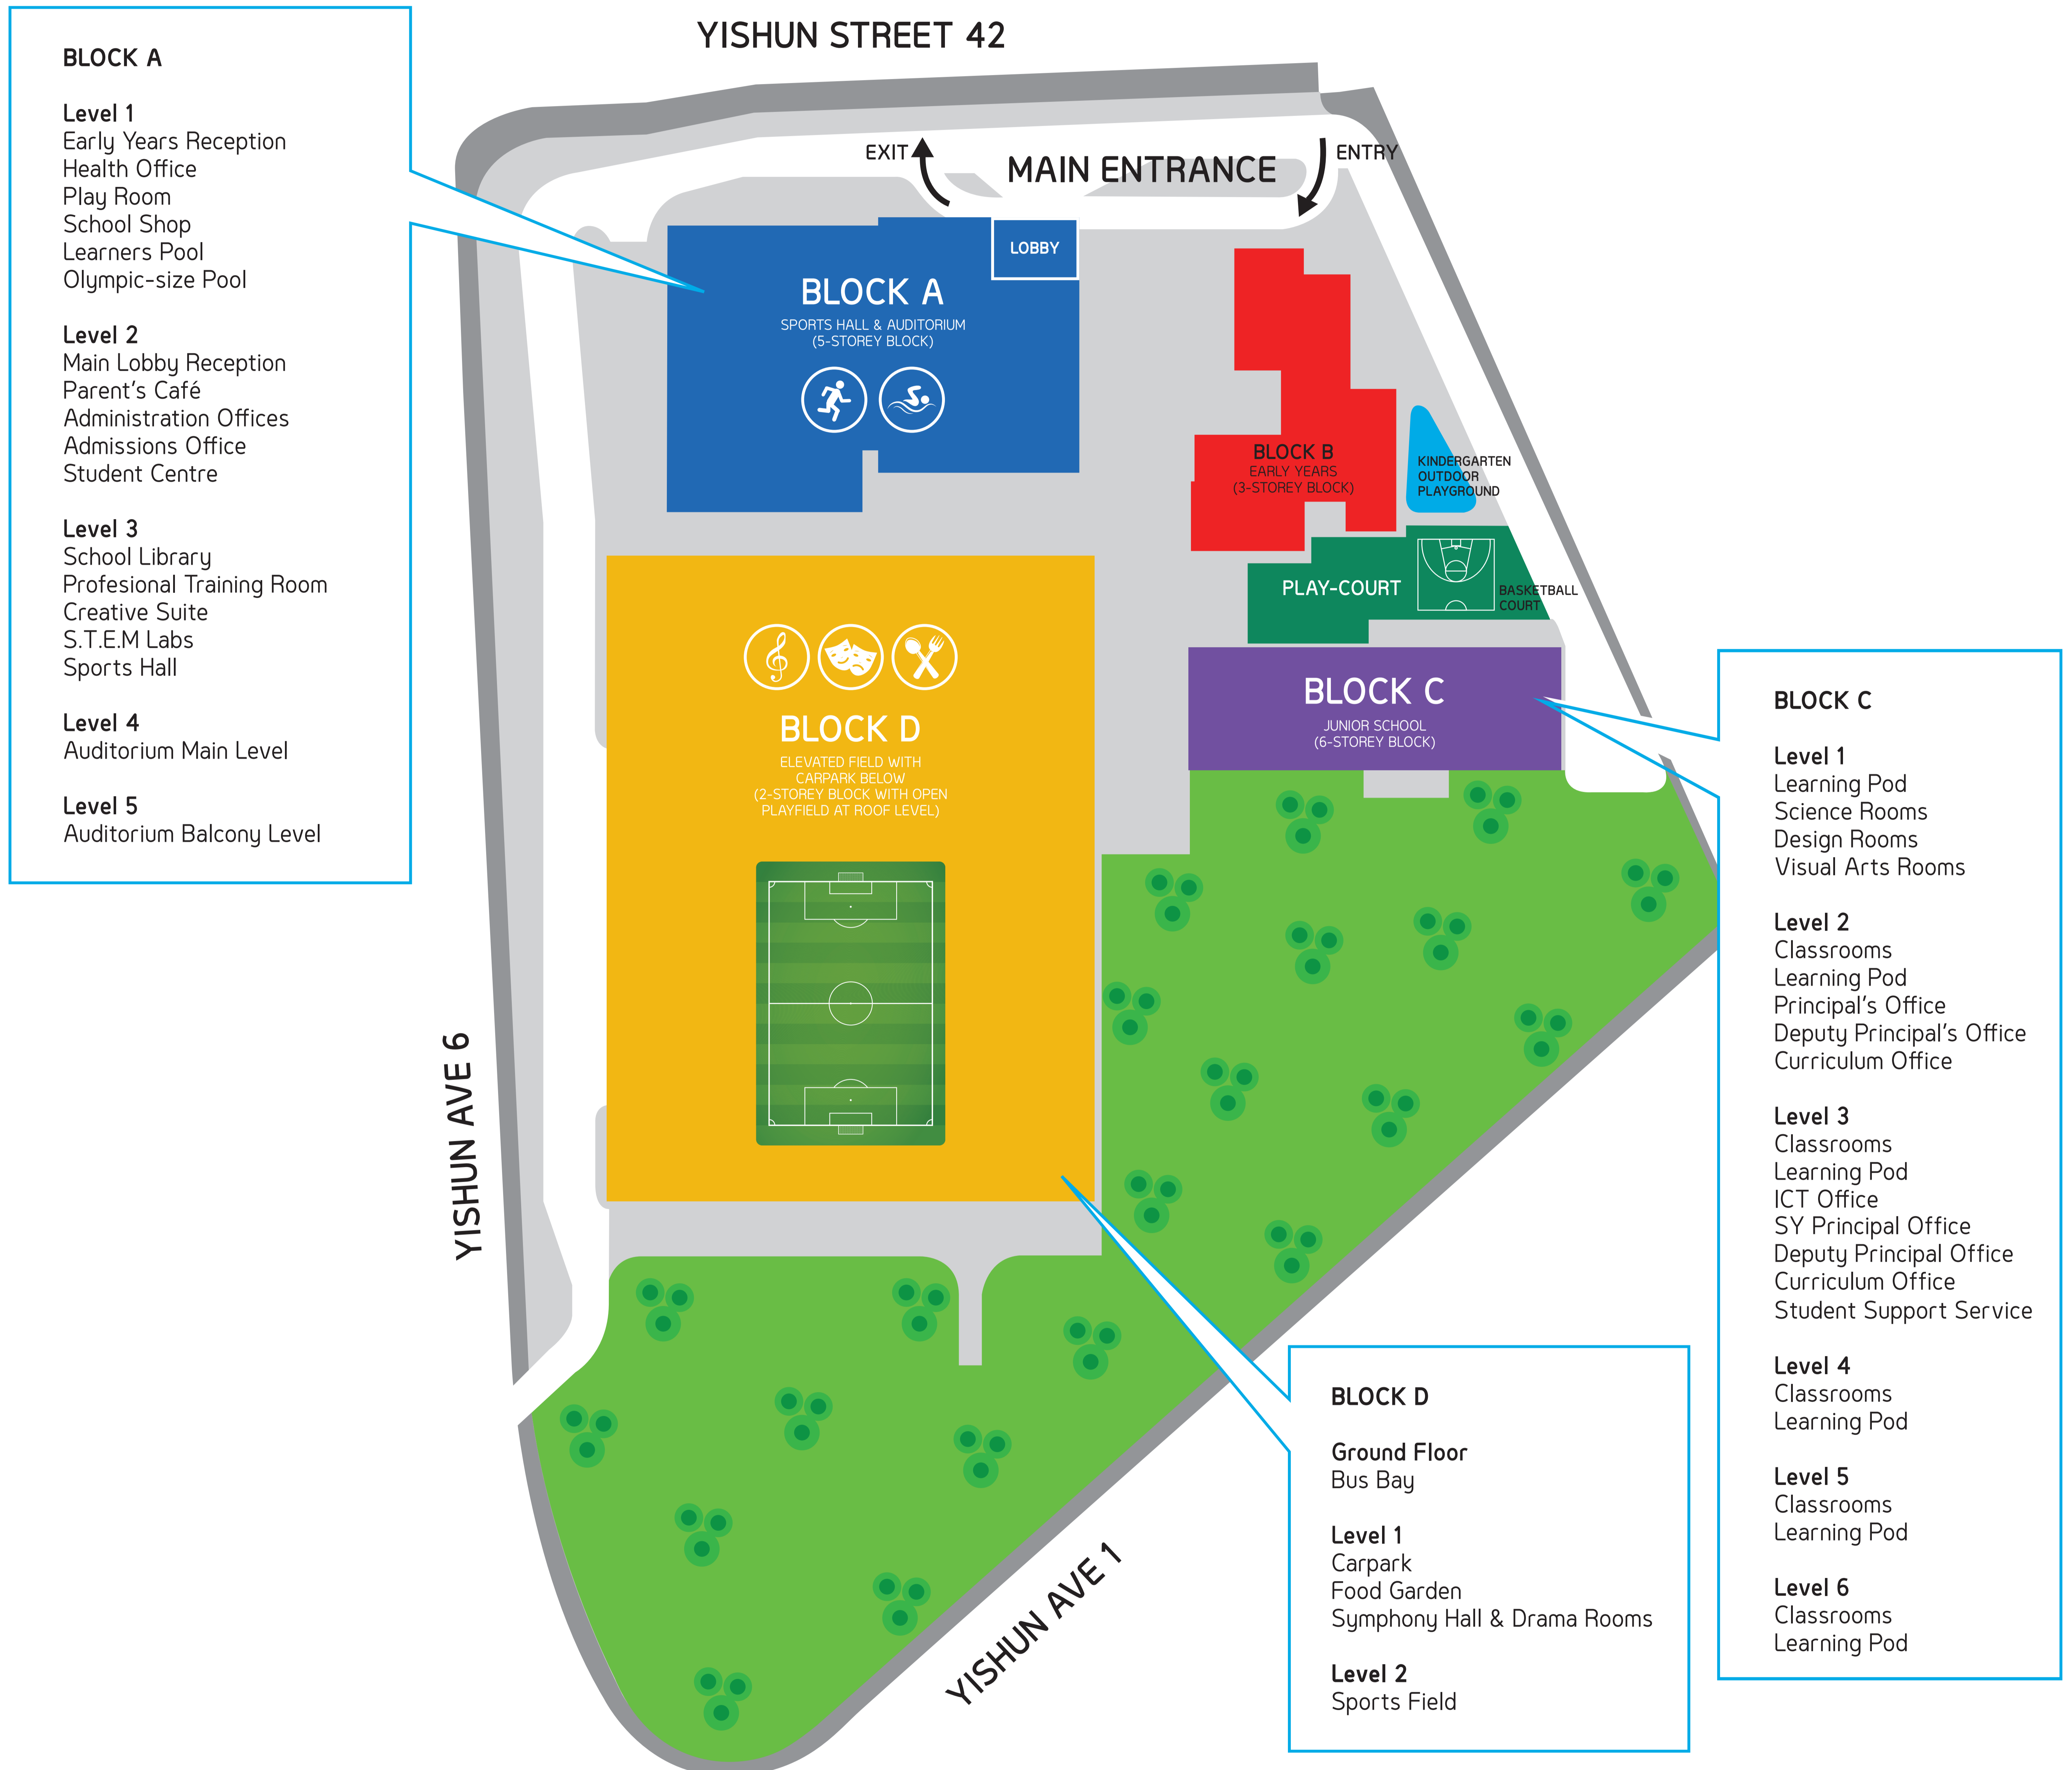 YISHUN STREET 42
BLOCK A
Level 1
Early Years Reception
Health Office
Play Room
School Shop
Learners Pool
Olympic-size Pool
Level 2
Main Lobby Reception
Parent's Café
Administration Offices
Admissions Office
Student Centre
Level 3
School Library
Profesional Training Room
Creative Suite
S.T.E.M Labs
Sports Hall
Level 4
Auditorium Main Level
Level 5
Auditorium Balcony Level
EXIT
MAIN ENTRANCE
ENTRY
LOBBY
BLOCK A
SPORTS HALL & AUDITORIUM
(5-STOREY BLOCK)
BLOCK B
EARLY YEARS
(3-STOREY BLOCK)
KINDERGARTEN
OUTDOOR
PLAYGROUND
PLAY-COURT
BASKETBALL
COURT
BLOCK C
JUNIOR SCHOOL
(6-STOREY BLOCK)
BLOCK D
ELEVATED FIELD WITH
CARPARK BELOW
(2-STOREY BLOCK WITH OPEN
PLAYFIELD AT ROOF LEVEL)
BLOCK C
Level 1
Learning Pod
Science Rooms
Design Rooms
Visual Arts Rooms
Level 2
Classrooms
Learning Pod
Principal's Office
Deputy Principal's Office
Curriculum Office
Level 3
Classrooms
Learning Pod
ICT Office
SY Principal Office
Deputy Principal Office
Curriculum Office
Student Support Service
Level 4
Classrooms
Learning Pod
Level 5
Classrooms
Learning Pod
Level 6
Classrooms
Learning Pod
YISHUN AVE 6
BLOCK D
Ground Floor
Bus Bay
Level 1
Carpark
Food Garden
Symphony Hall & Drama Rooms
Level 2
Sports Field
YISHUN AVE 1